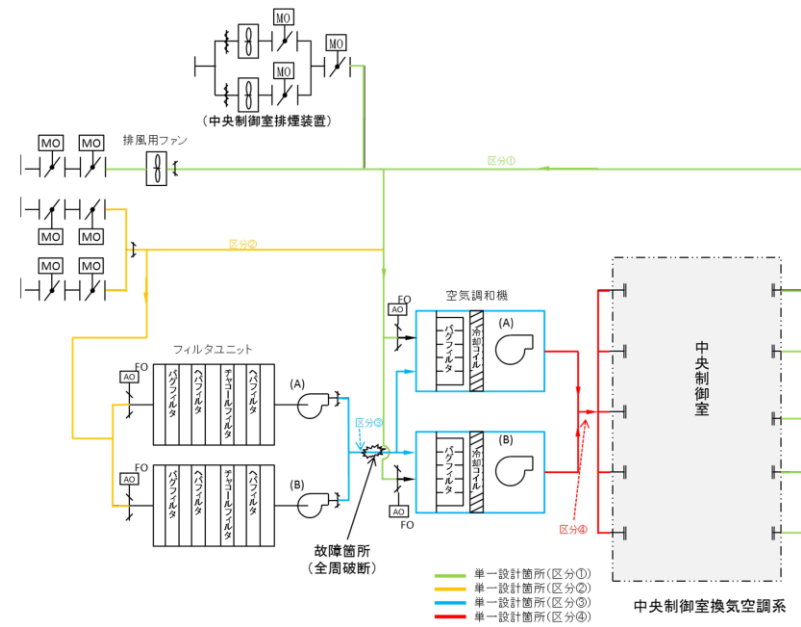 MO
MO
MO
(中央制御室排煙装置)
排風用ファン
MO
MO
区分①
MO
MO
区分②
MO
MO
空気調和機
FO
AO
(A)
バグフィルタ
冷却コイル
中央制御室
フィルタユニット
FO
AO
バグフィルタ
ヘパフィルタ
チャコールフィルタ
ヘパフィルタ
(A)
区分③
(B)
バグフィルタ
冷却コイル
FO
AO
バグフィルタ
ヘパフィルタ
チャコールフィルタ
ヘパフィルタ
(B)
AO
FO
区分④
故障箇所
(全周破断)
単一設計箇所(区分①)
単一設計箇所(区分②)
単一設計箇所(区分③)
単一設計箇所(区分④)
中央制御室換気空調系